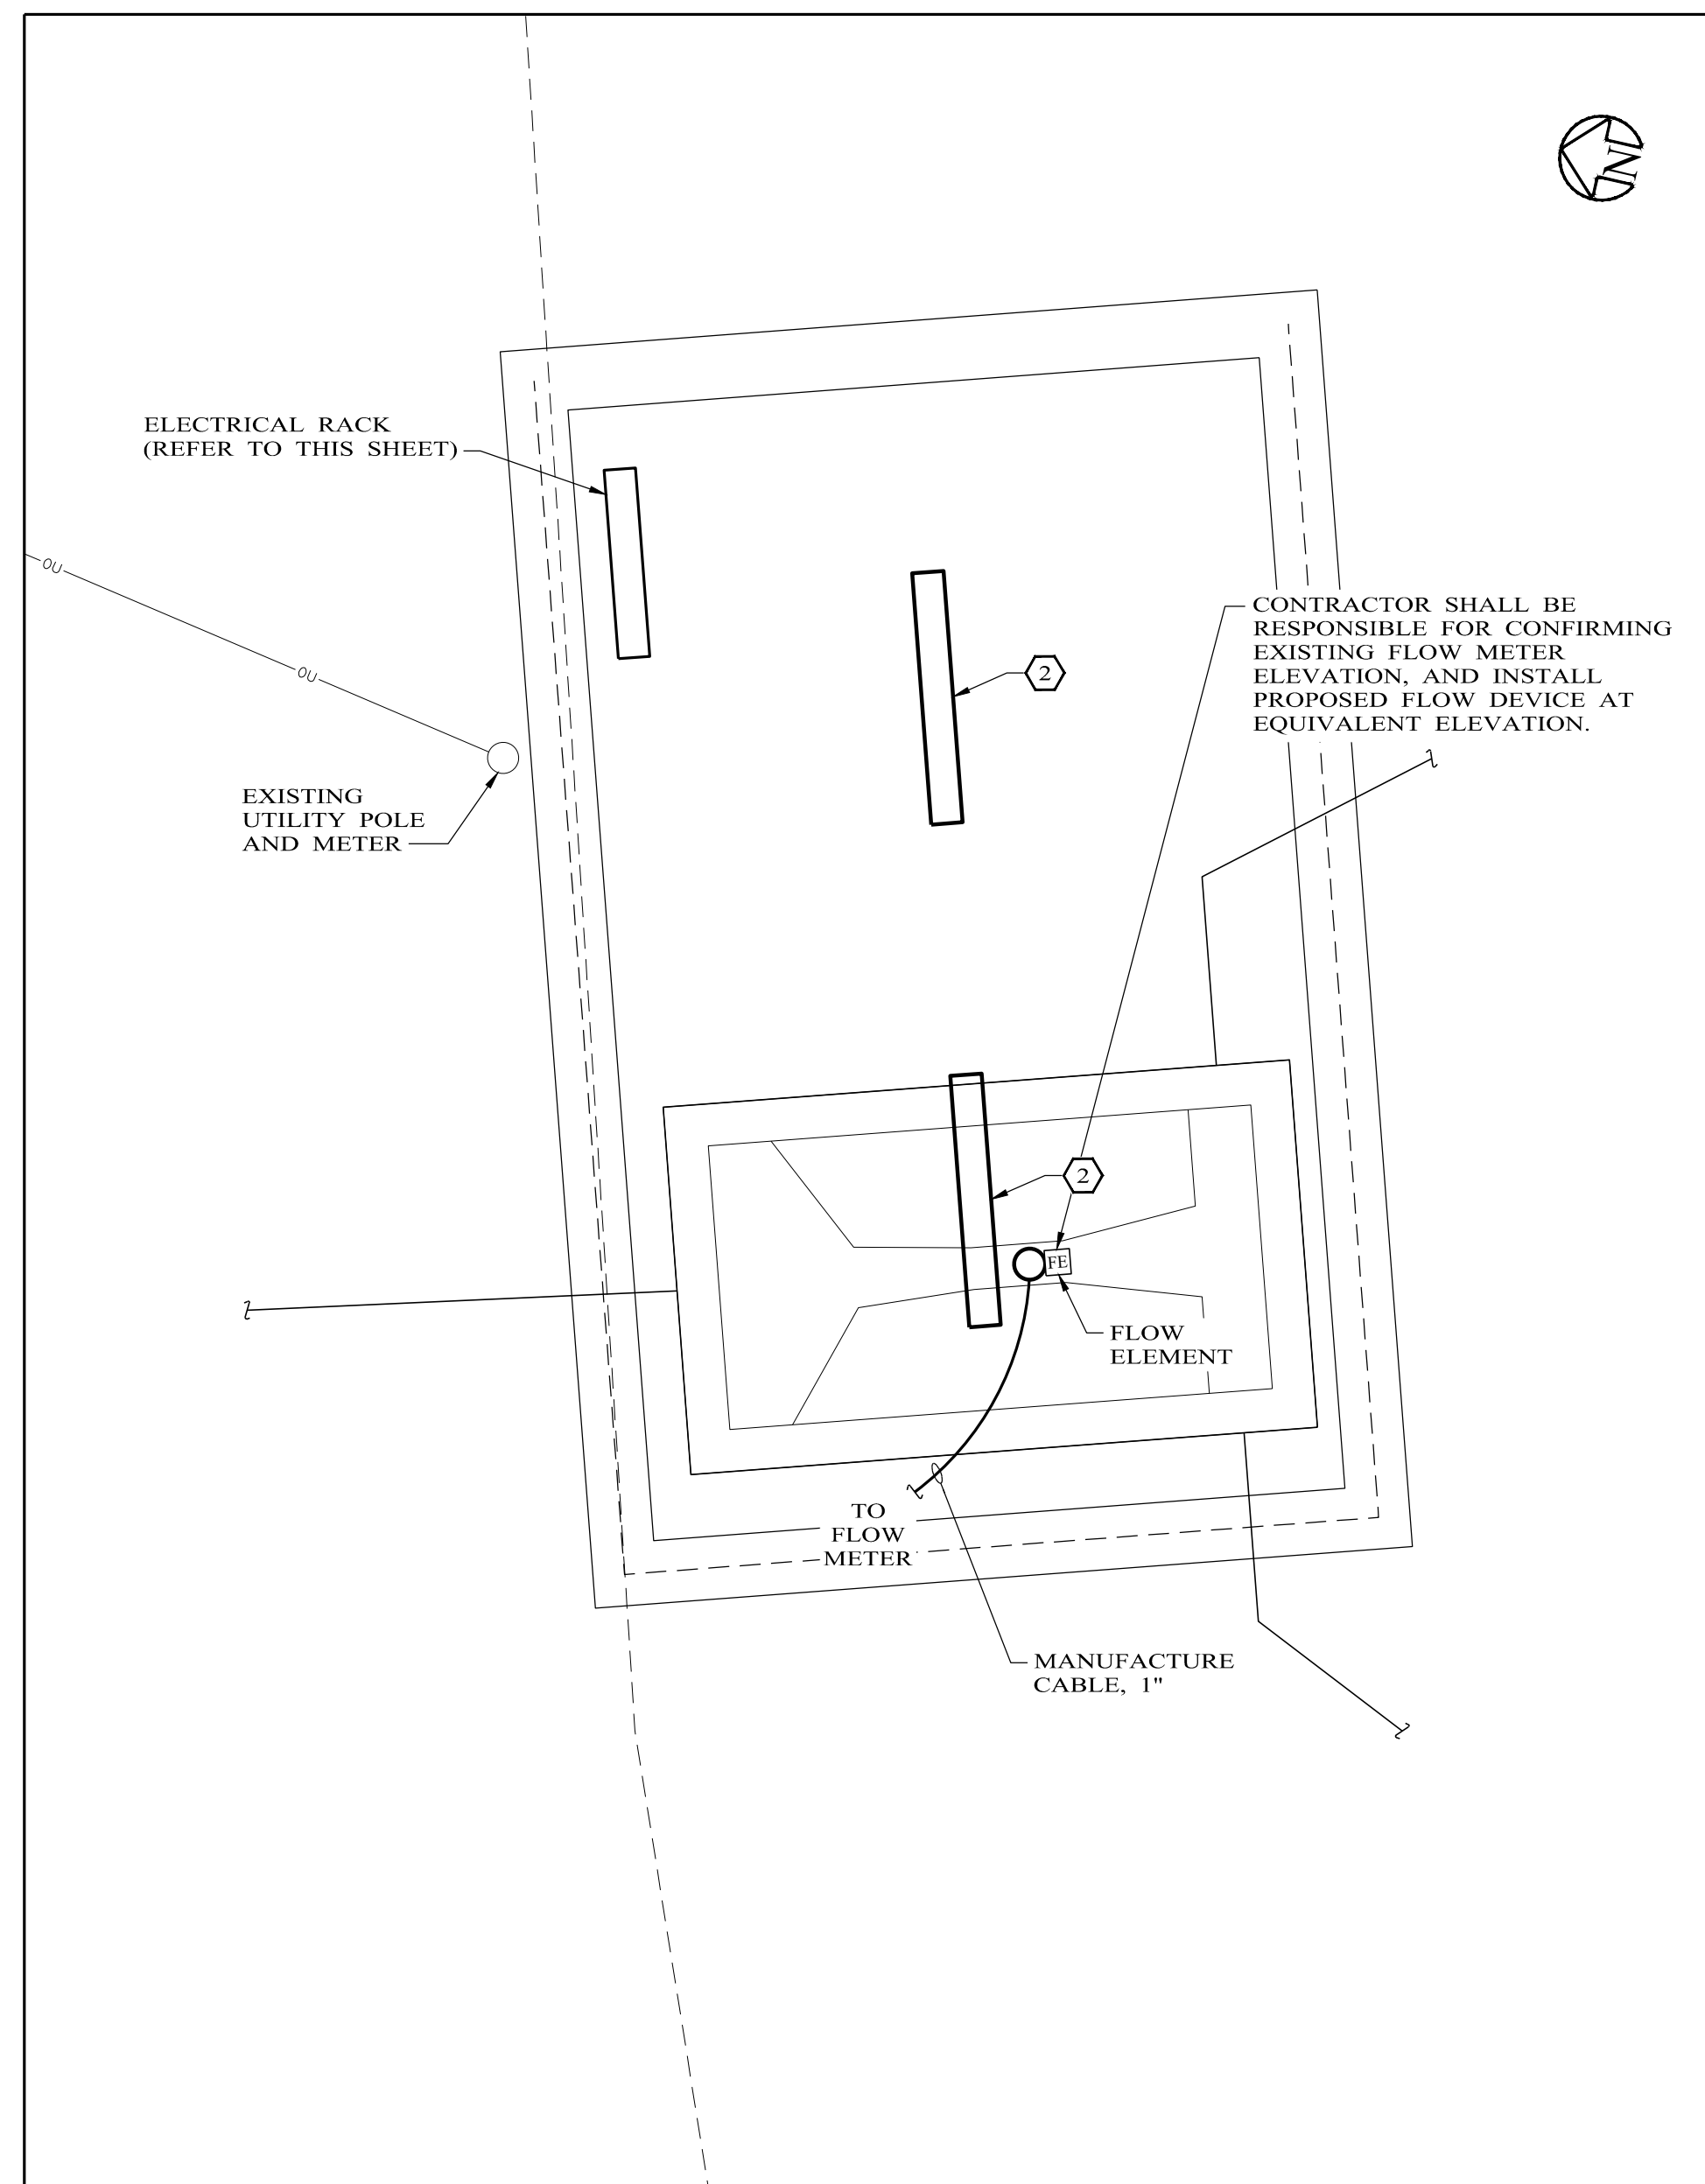 N
ELECTRICAL RACK
(REFER TO THIS SHEET)
OU
OU
CONTRACTOR SHALL BE
RESPONSIBLE FOR CONFIRMING
EXISTING FLOW METER
ELEVATION, AND INSTALL
PROPOSED FLOW DEVICE AT
EQUIVALENT ELEVATION.
2
EXISTING
UTILITY POLE
AND METER
2
FE
FLOW
ELEMENT
TO
FLOW
METER
MANUFACTURE
CABLE, 1"